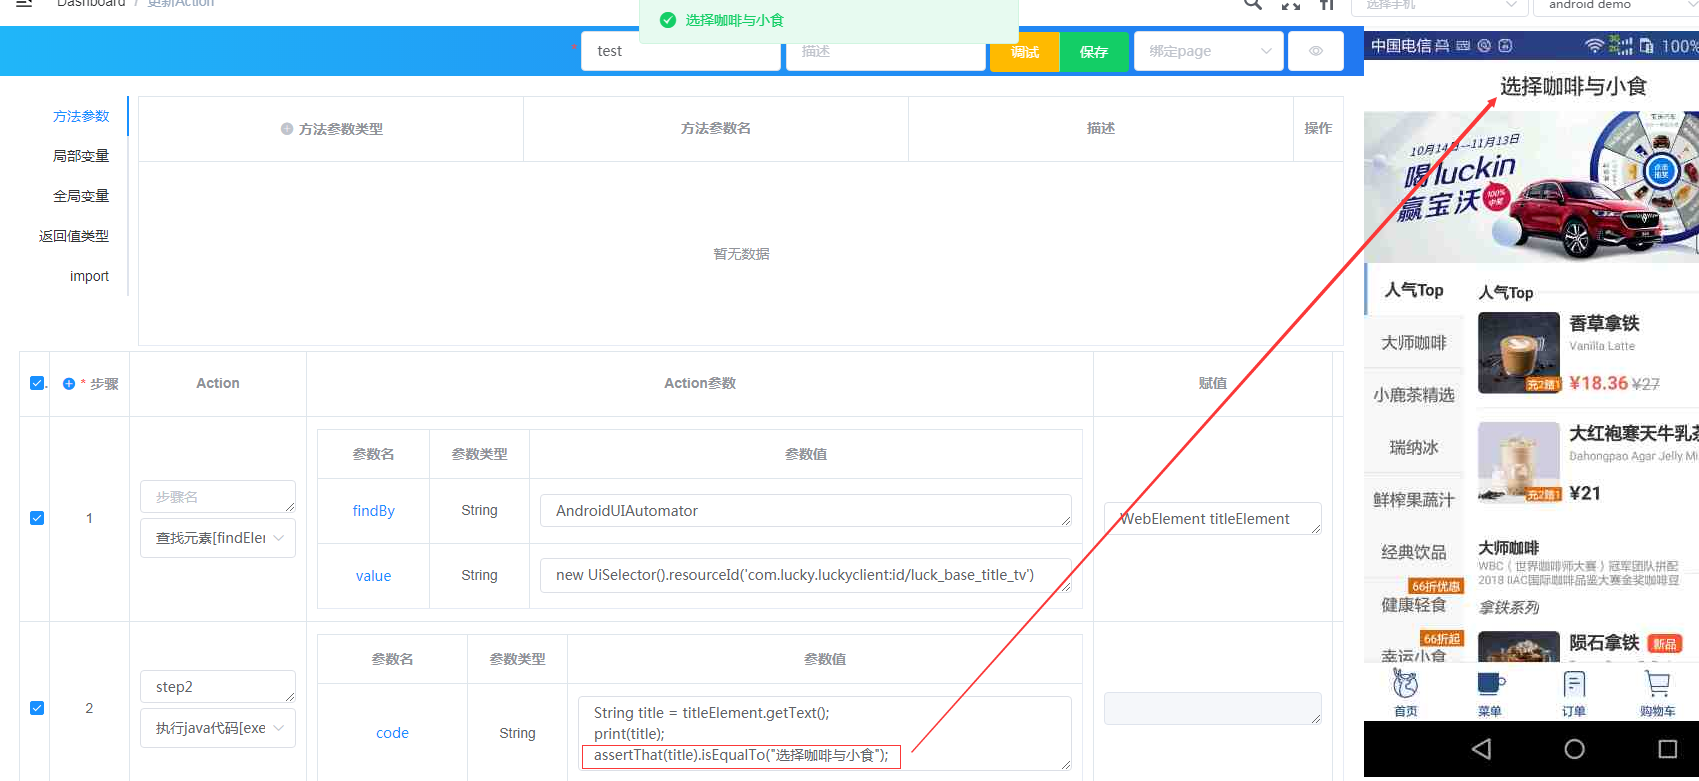 Dashboard / 更新Action
选择咖啡与小食
选择手机
android demo
* test
描述
调试
保存
绑定page
方法参数
局部变量
全局变量
返回值类型
import
方法参数类型
方法参数名
描述
操作
暂无数据
* 步骤
Action
Action参数
赋值
1
步骤名
查找元素[findEler
参数名
参数类型
参数值
findBy
String
AndroidUIAutomator
value
String
new UiSelector().resourceId('com.lucky.luckyclient:id/luck_base_title_tv')
WebElement titleElement
2
step2
执行java代码[exe
参数名
参数类型
参数值
code
String
String title = titleElement.getText();
print(title);
assertThat(title).isEqualTo("选择咖啡与小食");
中国电信
100%
选择咖啡与小食
10月14日--11月13日
喝luckin
赢宝沃
100%
中奖
人气Top
大师咖啡
小鹿茶精选
瑞纳冰
鲜榨果蔬汁
经典饮品
66折优惠
健康轻食
66折起
幸运小食
人气Top
香草拿铁
Vanilla Latte
充2赠1
¥18.36 ¥27
大红袍寒天牛乳茶
Dahongpao Agar Jelly Mi
充2赠1
¥21
大师咖啡
WBC（世界咖啡师大赛）冠军团队拼配
2018 IIAC国际咖啡品鉴大赛金奖咖啡豆
拿铁系列
陨石拿铁
新品
首页
菜单
订单
购物车